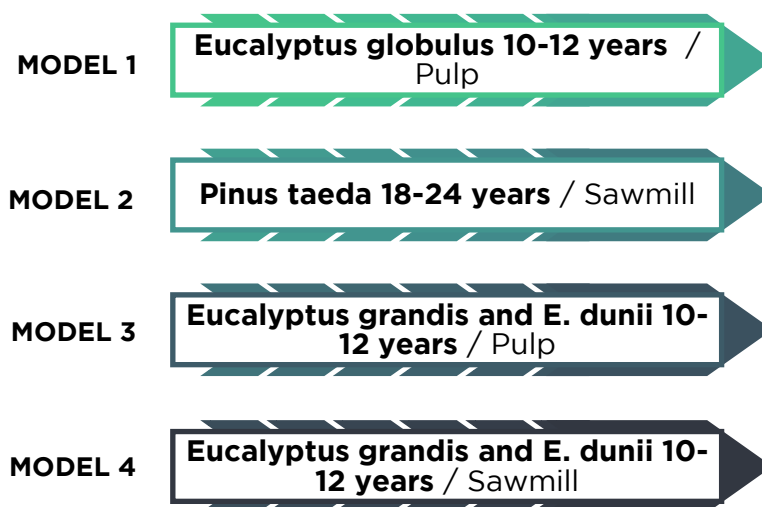 MODEL 1
Eucalyptus globulus 10-12 years /
Pulp
MODEL 2
Pinus taeda 18-24 years / Sawmill
MODEL 3
Eucalyptus grandis and E. dunii 10-
12 years / Pulp
MODEL 4
Eucalyptus grandis and E. dunii 10-
12 years / Sawmill